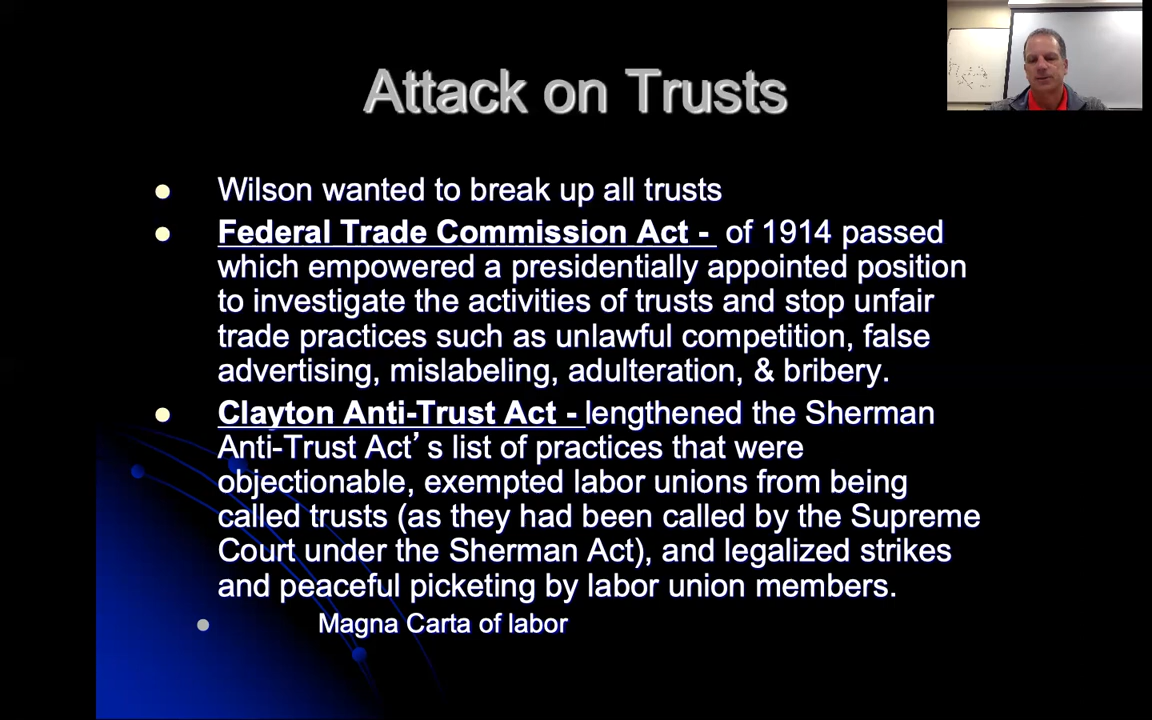 Attack on Trusts
Wilson wanted to break up all trusts
Federal Trade Commission Act - of 1914 passed
which empowered a presidentially appointed position
to investigate the activities of trusts and stop unfair
trade practices such as unlawful competition, false
advertising, mislabeling, adulteration, & bribery.
Clayton Anti-Trust Act - lengthened the Sherman
Anti-Trust Act’s list of practices that were
objectionable, exempted labor unions from being
called trusts (as they had been called by the Supreme
Court under the Sherman Act), and legalized strikes
and peaceful picketing by labor union members.
Magna Carta of labor